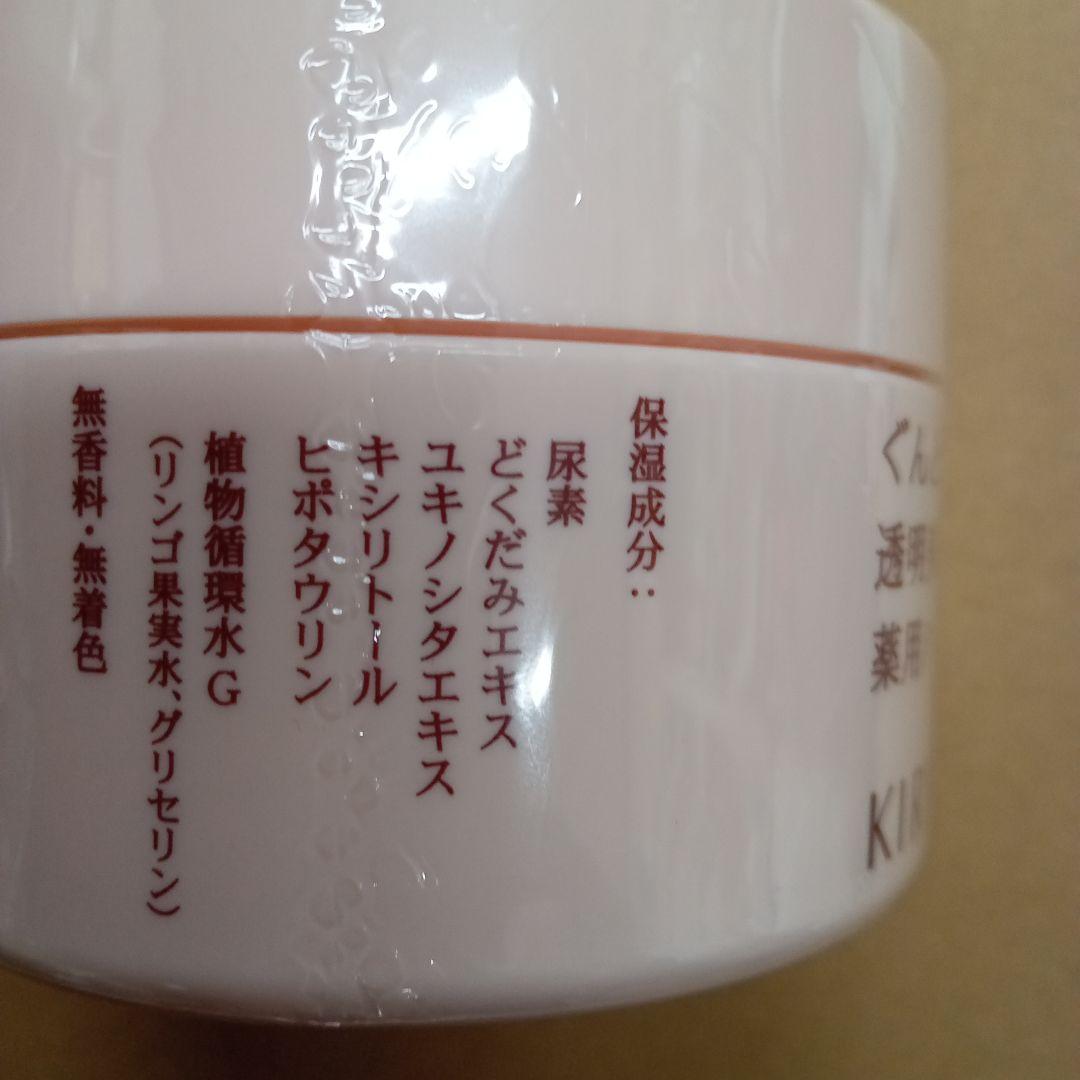 ぐん
透明
薬用
KIR
保湿成分：
尿素
どくだみエキス
ユキノシタエキス
キシリトール
ヒポタウリン
植物循環水G
（リンゴ果実水、グリセリン）
無香料・無着色